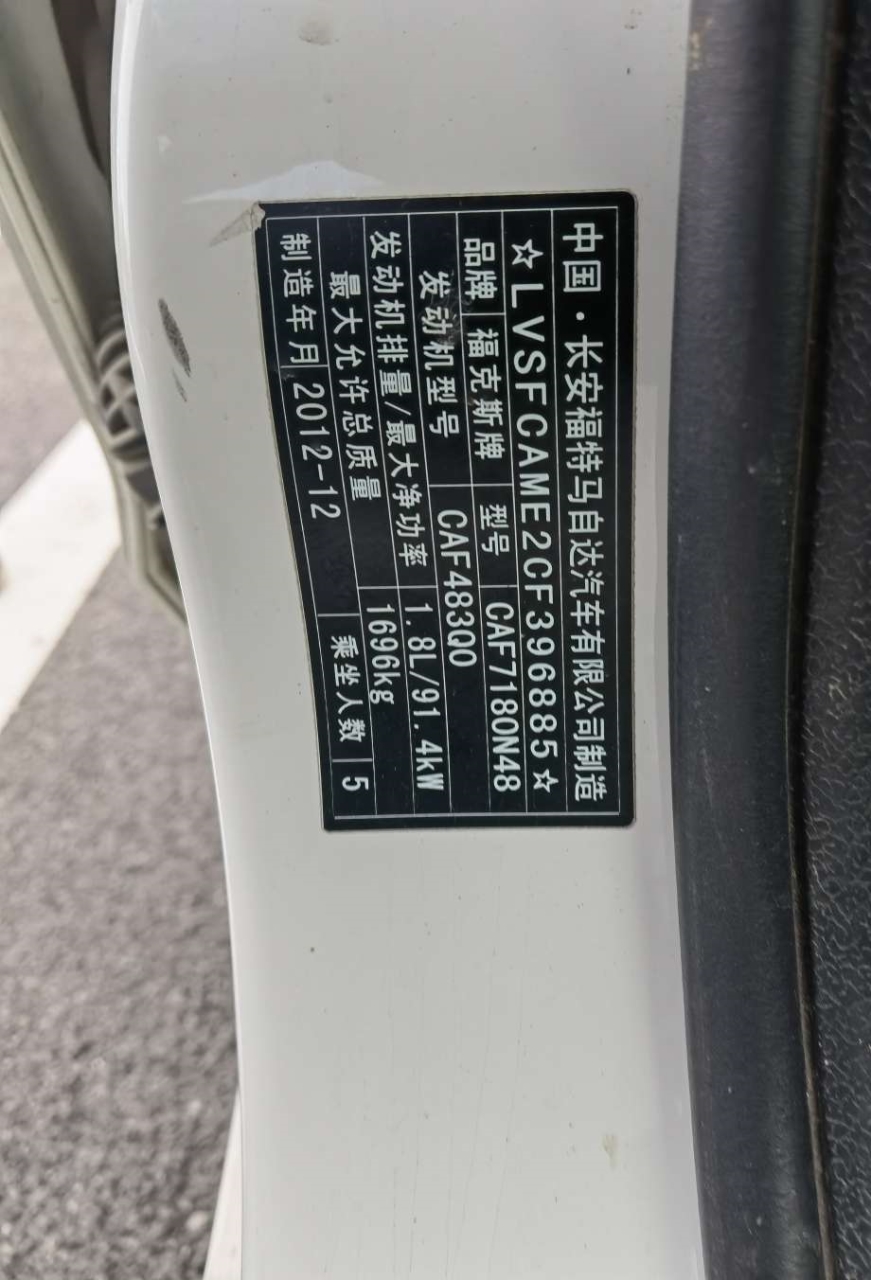 中国·长安福特马自达汽车有限公司制造
☆LVSFCAME2CF396885☆
品牌 福克斯牌 型号 CAF7180N48
发动机型号 CAF483Q0
发动机排量/最大净功率 1.8L/91.4kW
最大允许总质量 1696kg
制造年月 2012-12 乘坐人数 5